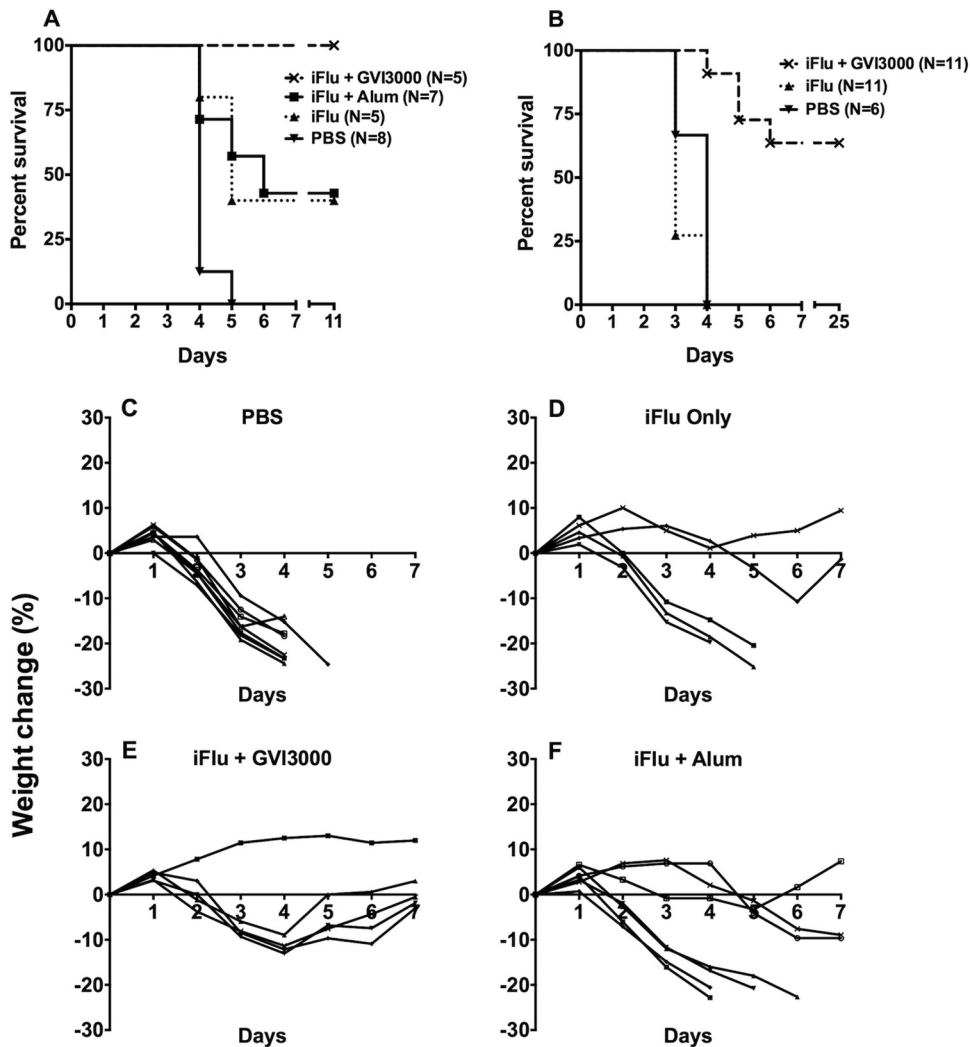 A
Percent survival
100
75
50
25
0
iFlu + GVI3000 (N=5)
iFlu + Alum (N=7)
iFlu (N=5)
PBS (N=8)
0 1 2 3 4 5 6 7 11
Days
B
Percent survival
100
75
50
25
0
iFlu + GVI3000 (N=11)
iFlu (N=11)
PBS (N=6)
0 1 2 3 4 5 6 7 25
Days
Weight change (%)
C
PBS
30
20
10
0
-10
-20
-30
1 2 3 4 5 6 7
Days
D
iFlu Only
30
20
10
0
-10
-20
-30
1 2 3 4 5 6 7
Days
E
iFlu + GVI3000
30
20
10
0
-10
-20
-30
1 2 3 4 5 6 7
Days
F
iFlu + Alum
30
20
10
0
-10
-20
-30
1 2 3 4 5 6 7
Days